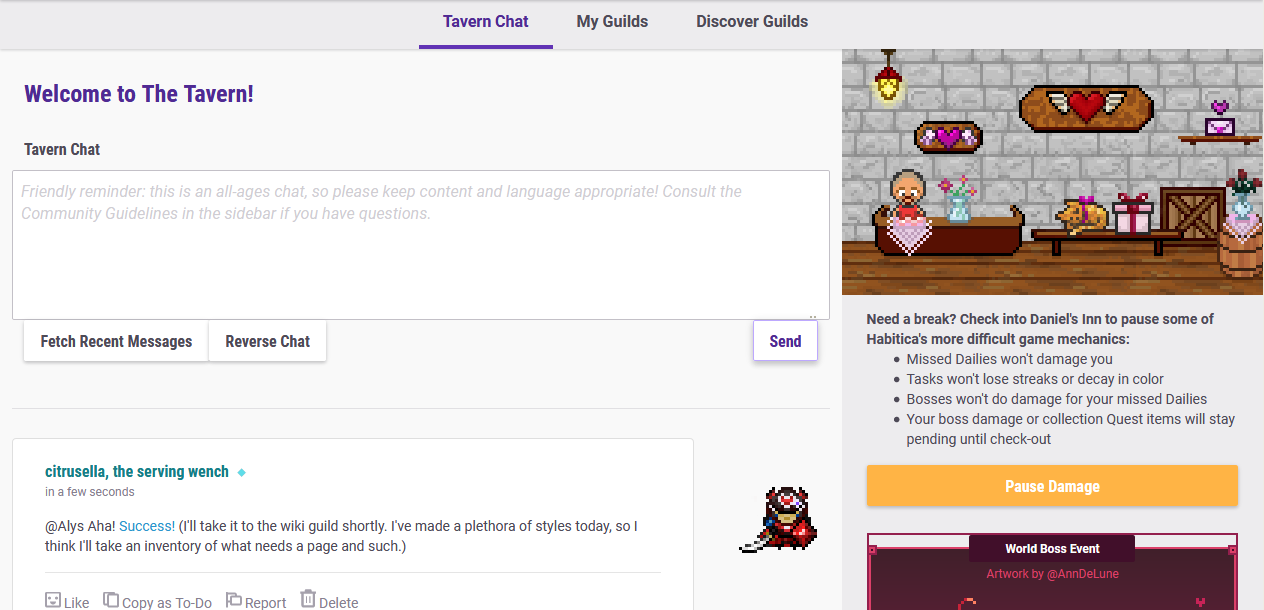 Tavern Chat
My Guilds
Discover Guilds
Welcome to The Tavern!
Tavern Chat
Friendly reminder: this is an all-ages chat, so please keep content and language appropriate! Consult the
Community Guidelines in the sidebar if you have questions.
Fetch Recent Messages
Reverse Chat
Send
citrusella, the serving wench
in a few seconds
@Alys Aha! Success! (I'll take it to the wiki guild shortly. I've made a plethora of styles today, so I
think I'll take an inventory of what needs a page and such.)
Like
Copy as To-Do
Report
Delete
Need a break? Check into Daniel's Inn to pause some of
Habitica's more difficult game mechanics:
Missed Dailies won't damage you
Tasks won't lose streaks or decay in color
Bosses won't do damage for your missed Dailies
Your boss damage or collection Quest items will stay
pending until check-out
Pause Damage
World Boss Event
Artwork by @AnnDeLune